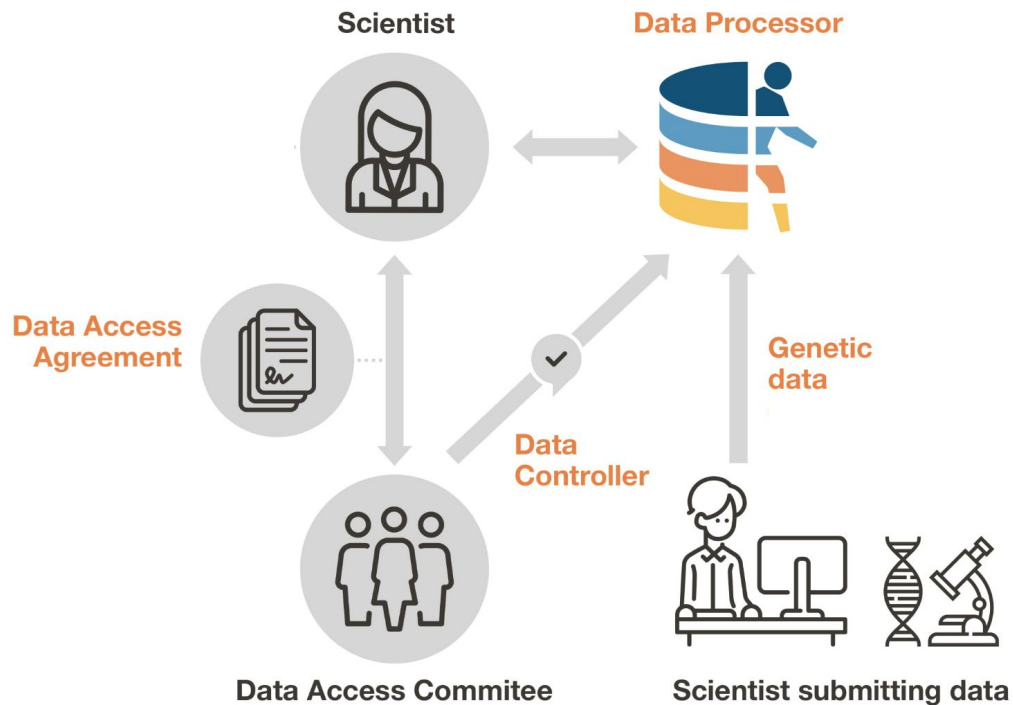 Scientist
Data Processor
Data Access
Agreement
Genetic
data
Data
Controller
Data Access Commitee
Scientist submitting data